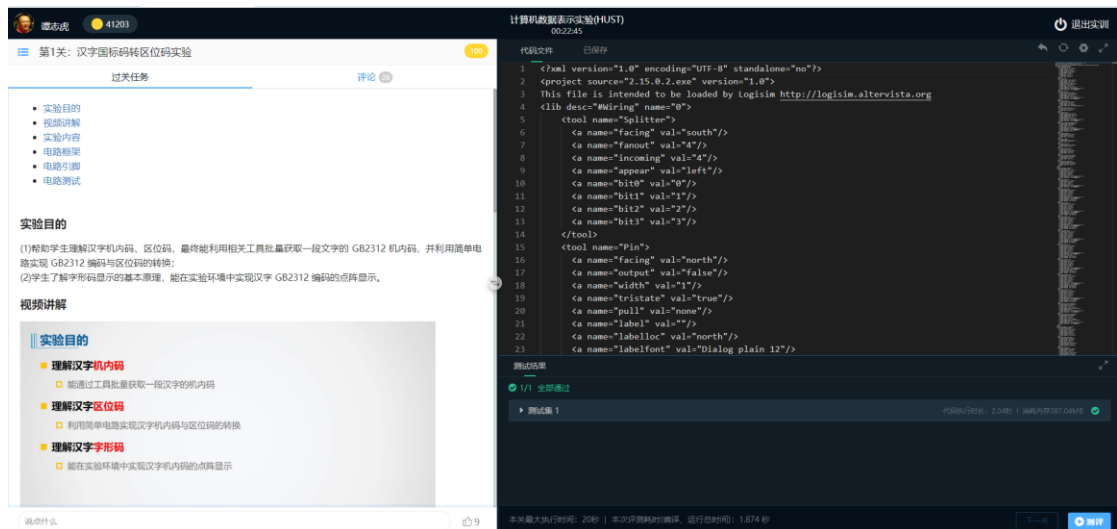 谭志虎
41203
计算机数据表示实验(HUST)
00:22:45
退出实训
第1关：汉字国标码转区位码实验
100
过关任务
评论 28
实验目的
视频讲解
实验内容
电路框架
电路引脚
电路测试
实验目的
(1)帮助学生理解汉字机内码、区位码，最终能利用相关工具批量获取一段文字的 GB2312 机内码，并利用简单电
路实现 GB2312 编码与区位码的转换；
(2)学生了解字形码显示的基本原理，能在实验环境中实现汉字 GB2312 编码的点阵显示。
视频讲解
实验目的
理解汉字机内码
能通过工具批量获取一段汉字的机内码
理解汉字区位码
利用简单电路实现汉字机内码与区位码的转换
理解汉字字形码
能在实验环境中实现汉字机内码的点阵显示
说点什么
9
代码文件
已保存
1 <?xml version="1.0" encoding="UTF-8" standalone="no"?>
2 <project source="2.15.0.2.exe" version="1.0">
3 This file is intended to be loaded by Logisim http://logisim.altervista.org
4 <lib desc="#Wiring" name="0">
5 <tool name="Splitter">
6 <a name="facing" val="south"/>
7 <a name="fanout" val="4"/>
8 <a name="incoming" val="4"/>
9 <a name="appear" val="left"/>
10 <a name="bit0" val="0"/>
11 <a name="bit1" val="1"/>
12 <a name="bit2" val="2"/>
13 <a name="bit3" val="3"/>
14 </tool>
15 <tool name="Pin">
16 <a name="facing" val="north"/>
17 <a name="output" val="false"/>
18 <a name="width" val="1"/>
19 <a name="tristate" val="true"/>
20 <a name="pull" val="none"/>
21 <a name="label" val=""/>
22 <a name="labelloc" val="north"/>
23 <a name="labelfont" val="Dialog plain 12"/>
测试结果
1/1 全部通过
测试集 1
代码执行时长：2.04秒 | 消耗内存387.04MB
本关最大执行时间：20秒 | 本次评测耗时(编译、运行总时间)：1.874 秒
下一关
测评